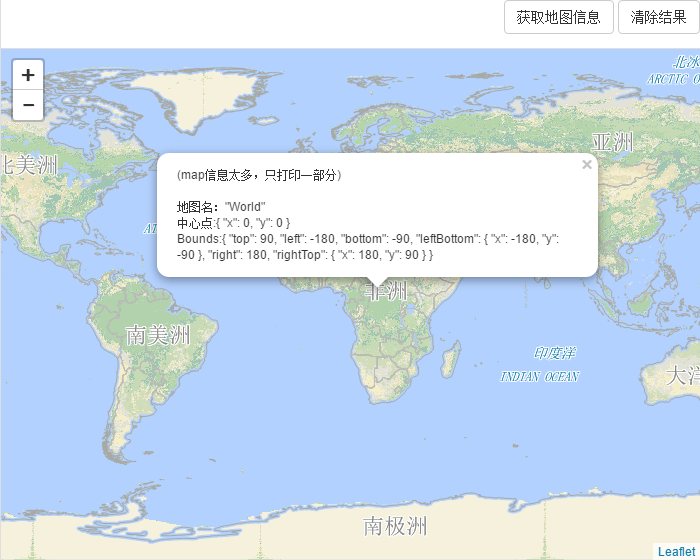 获取地图信息
清除结果
+
−
北冰
ARCTIC O
亚洲
北美洲
×
(map信息太多，只打印一部分)
地图名："World"
中心点:{ "x": 0, "y": 0 }
Bounds:{ "top": 90, "left": -180, "bottom": -90, "leftBottom": { "x": -180, "y":
-90 }, "right": 180, "rightTop": { "x": 180, "y": 90 } }
AT
非洲
南美洲
印度洋
INDIAN OCEAN
大洋
南极洲
Leaflet